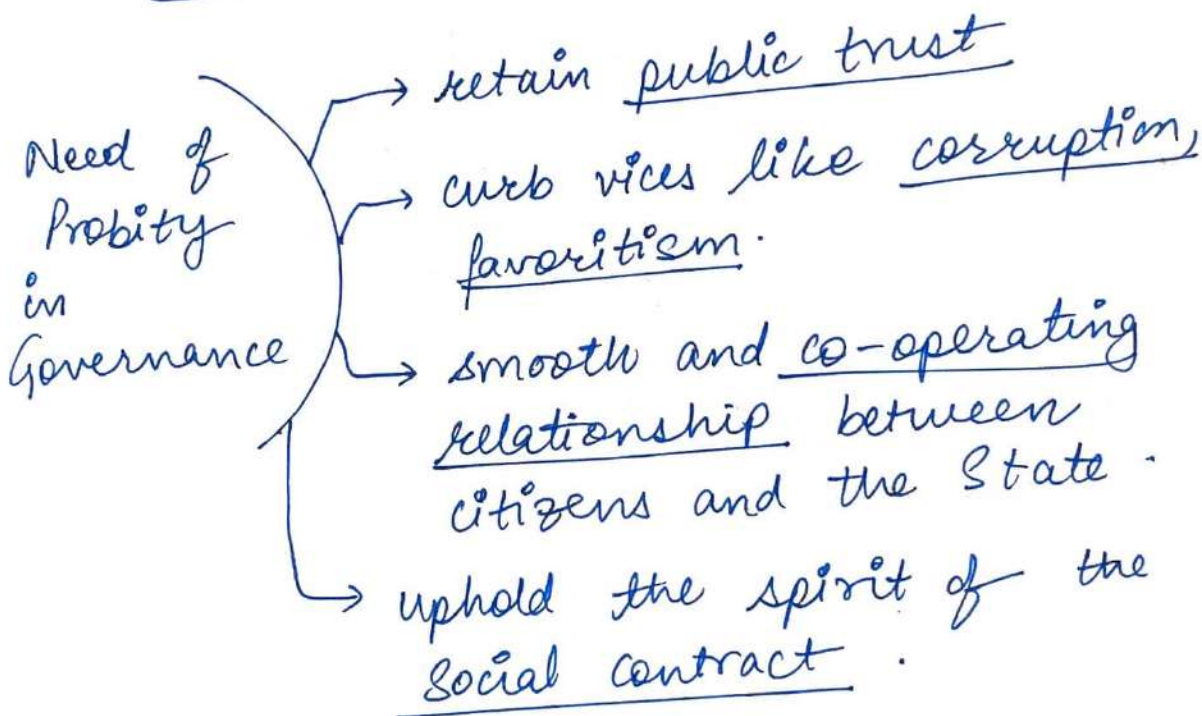 Need of
Probity
in
Governance
retain public trust
curb vices like corruption,
favoritism.
smooth and co-operating
relationship between
citizens and the State.
uphold the spirit of the
social contract.